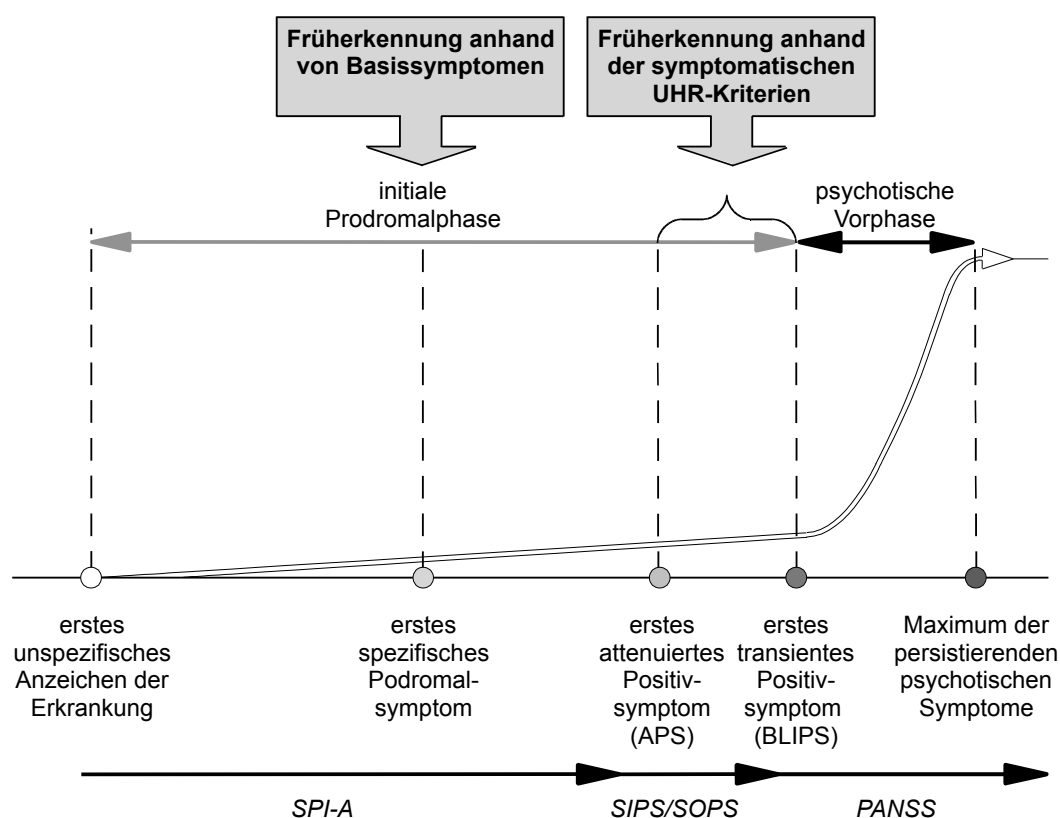 Früherkennung anhand
von Basissymptomen
Früherkennung anhand
der symptomatischen
UHR-Kriterien
initiale
Prodromalphase
psychotische
Vorphase
erstes
unspezifisches
Anzeichen der
Erkrankung
erstes
spezifisches
Podromal-
symptom
erstes
attenuiertes
Positiv-
symptom
(APS)
erstes
transientes
Positiv-
symptom
(BLIPS)
Maximum der
persistierenden
psychotischen
Symptome
SPI-A
SIPS/SOPS
PANSS